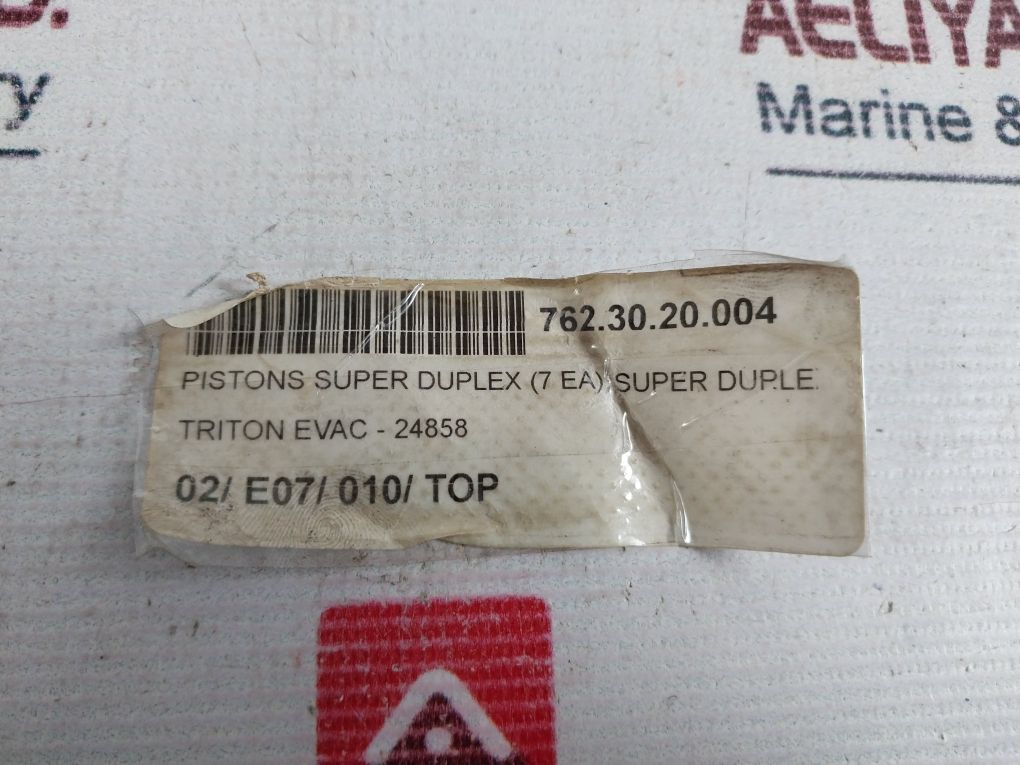 AELIYA
Marine &
762.30.20.004
PISTONS SUPER DUPLEX (7 EA) SUPER DUPLE
TRITON EVAC - 24858
02/ E07/ 010/ TOP